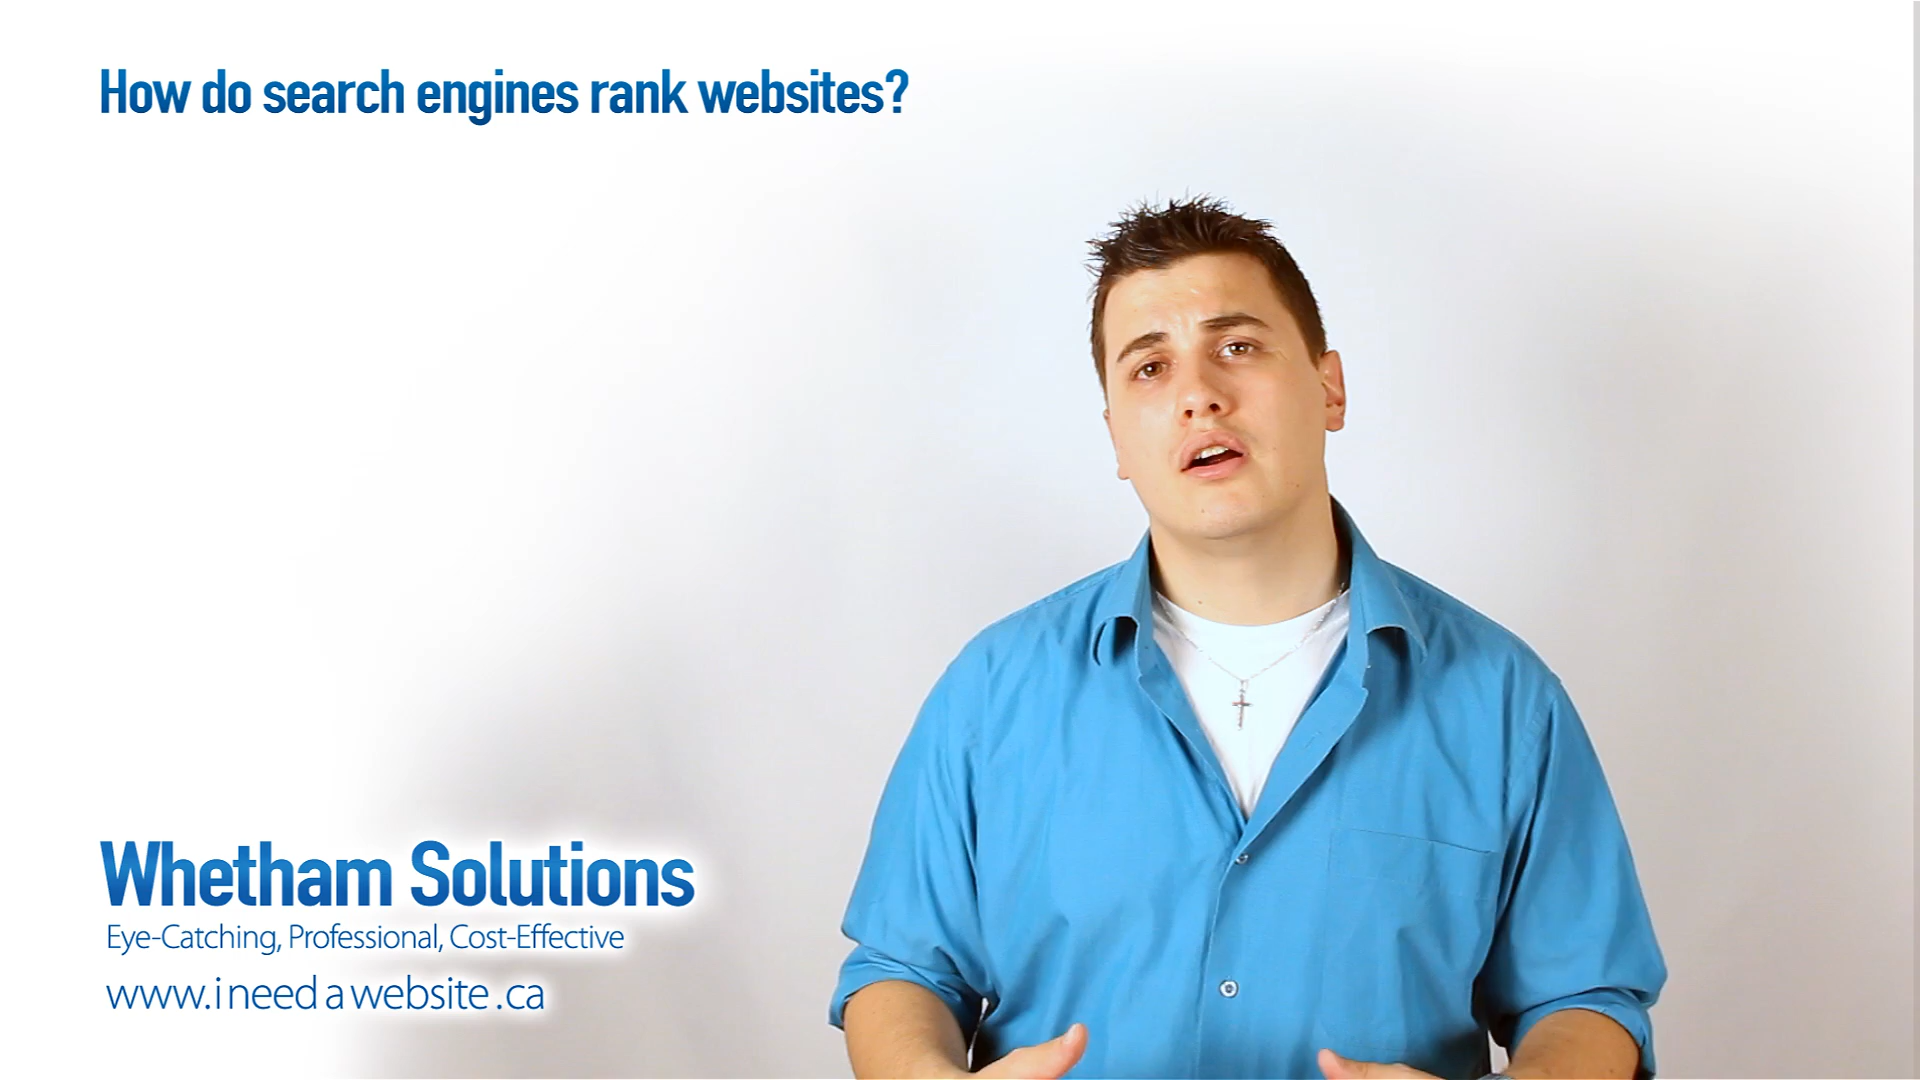 How do search engines rank websites?
Whetham Solutions
Eye-Catching, Professional, Cost-Effective
www.ineedawebsite.ca